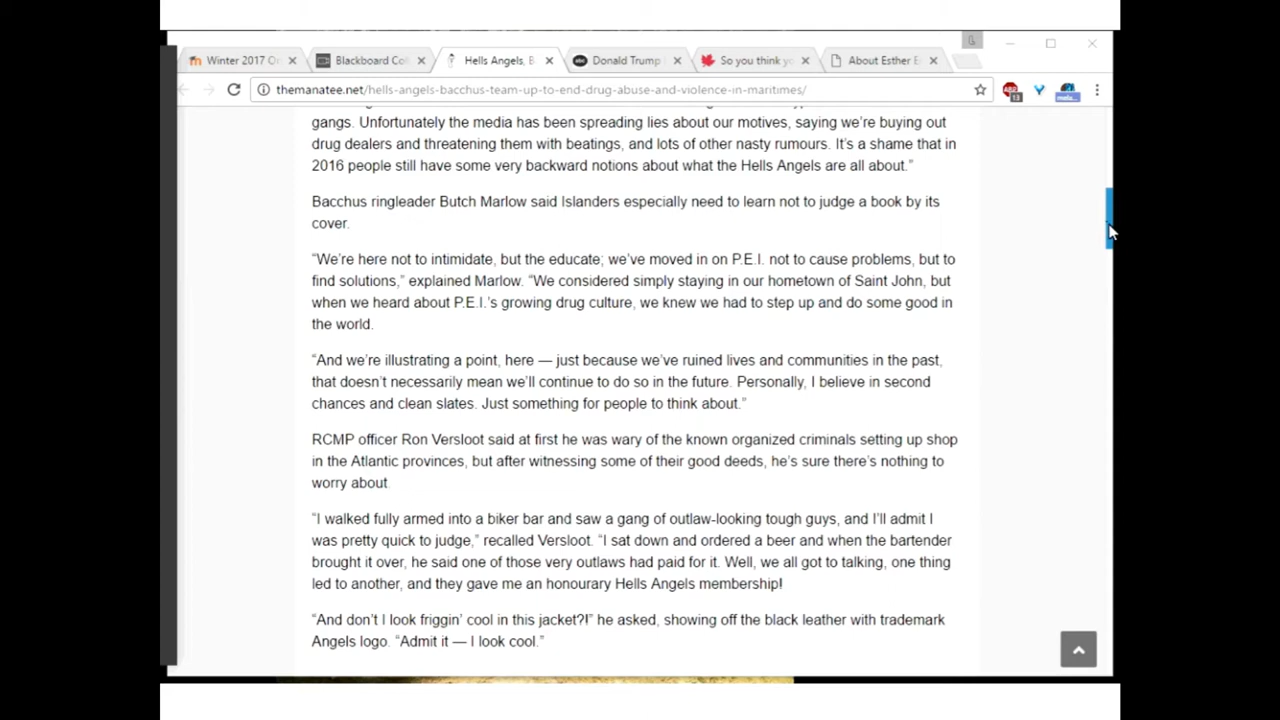 Winter 2017 O
Blackboard Col
Hells Angels, B
Donald Trump
So you think y
About Esther E
themanatee.net/hells-angels-bacchus-team-up-to-end-drug-abuse-and-violence-in-maritimes/
gangs. Unfortunately the media has been spreading lies about our motives, saying we're buying out
drug dealers and threatening them with beatings, and lots of other nasty rumours. It's a shame that in
2016 people still have some very backward notions about what the Hells Angels are all about.”
Bacchus ringleader Butch Marlow said Islanders especially need to learn not to judge a book by its
cover.
“We're here not to intimidate, but the educate; we've moved in on P.E.I. not to cause problems, but to
find solutions,” explained Marlow. “We considered simply staying in our hometown of Saint John, but
when we heard about P.E.I.'s growing drug culture, we knew we had to step up and do some good in
the world.
“And we're illustrating a point, here — just because we've ruined lives and communities in the past,
that doesn't necessarily mean we'll continue to do so in the future. Personally, I believe in second
chances and clean slates. Just something for people to think about.”
RCMP officer Ron Versloot said at first he was wary of the known organized criminals setting up shop
in the Atlantic provinces, but after witnessing some of their good deeds, he's sure there's nothing to
worry about.
“I walked fully armed into a biker bar and saw a gang of outlaw-looking tough guys, and I'll admit I
was pretty quick to judge,” recalled Versloot. “I sat down and ordered a beer and when the bartender
brought it over, he said one of those very outlaws had paid for it. Well, we all got to talking, one thing
led to another, and they gave me an honourary Hells Angels membership!
“And don't I look friggin' cool in this jacket?!” he asked, showing off the black leather with trademark
Angels logo. “Admit it — I look cool.”